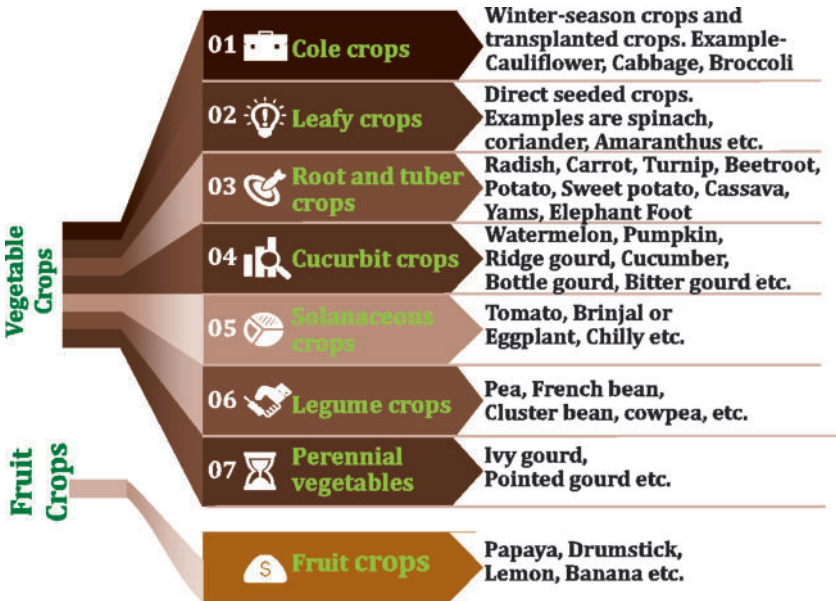 Vegetable
Crops
01 Cole crops
Winter-season crops and
transplanted crops. Example-
Cauliflower, Cabbage, Broccoli
02 Leafy crops
Direct seeded crops.
Examples are spinach,
coriander, Amaranthus etc.
03 Root and tuber
crops
Radish, Carrot, Turnip, Beetroot,
Potato, Sweet potato, Cassava,
Yams, Elephant Foot
04 Cucurbit crops
Watermelon, Pumpkin,
Ridge gourd, Cucumber,
Bottle gourd, Bitter gourd etc.
05 Solanaceous
crops
Tomato, Brinjal or
Eggplant, Chilly etc.
06 Legume crops
Pea, French bean,
Cluster bean, cowpea, etc.
07 Perennial
vegetables
Ivy gourd,
Pointed gourd etc.
Fruit
Crops
$ Fruit crops
Papaya, Drumstick,
Lemon, Banana etc.